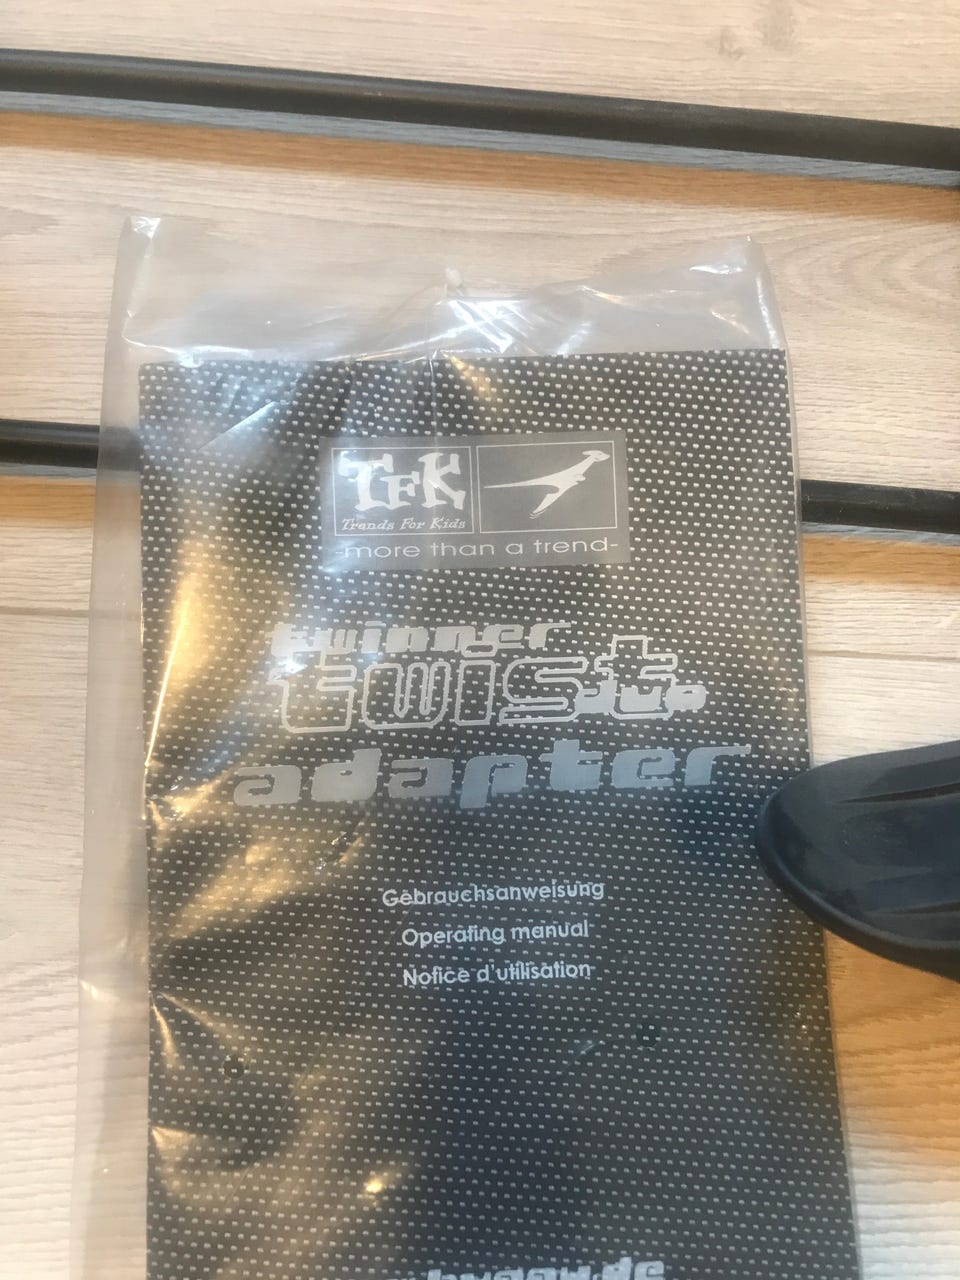 TFK
Trends For Kids
-more than a trend-
twinner
twist
duo
adapter
Gebrauchsanweisung
Operating manual
Notice d'utilisation